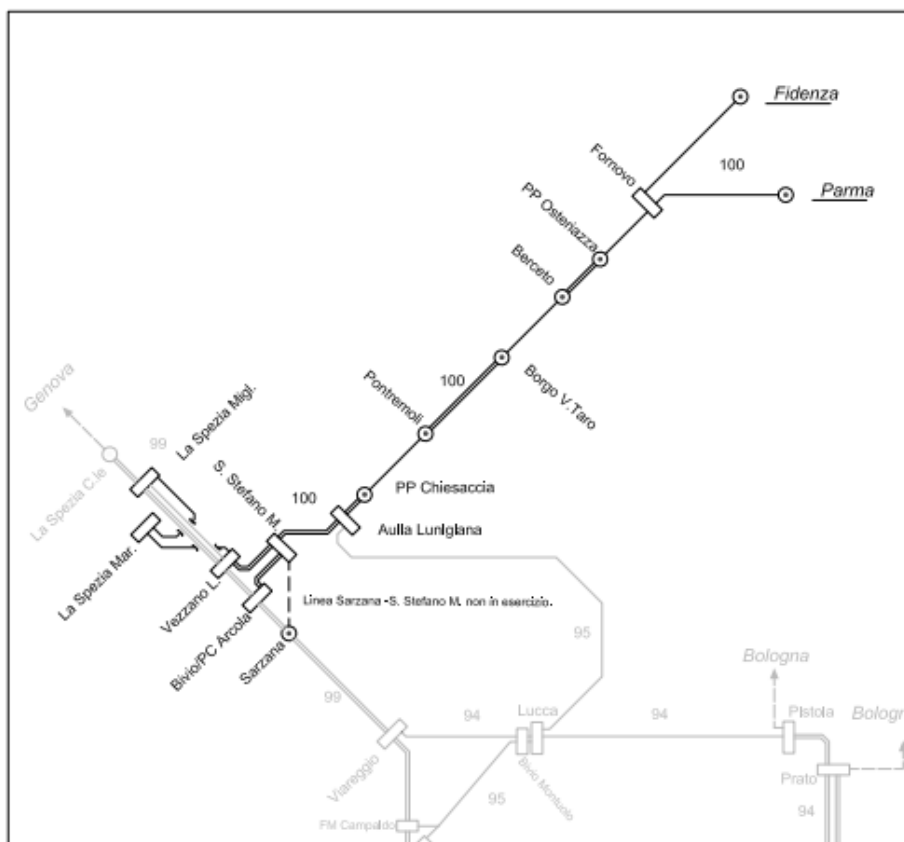 Fidenza
Fornovo
100
Parma
PP Osteriazza
Berceto
Borgo V.Taro
100
Pontremoli
Genova
La Spezia Migl.
99
La Spezia C.le
S. Stefano M.
100
PP Chiesaccia
Aulla Lunigiana
La Spezia Mar.
Vezzano L.
Bivio/PC Arcola
Linea Sarzana -S. Stefano M. non in esercizio.
Sarzana
95
99
Bologna
Lucca
94
94
Pistoia
Bologn
Viareggio
Bivio Montuolo
Prato
95
FM Campaldo
94